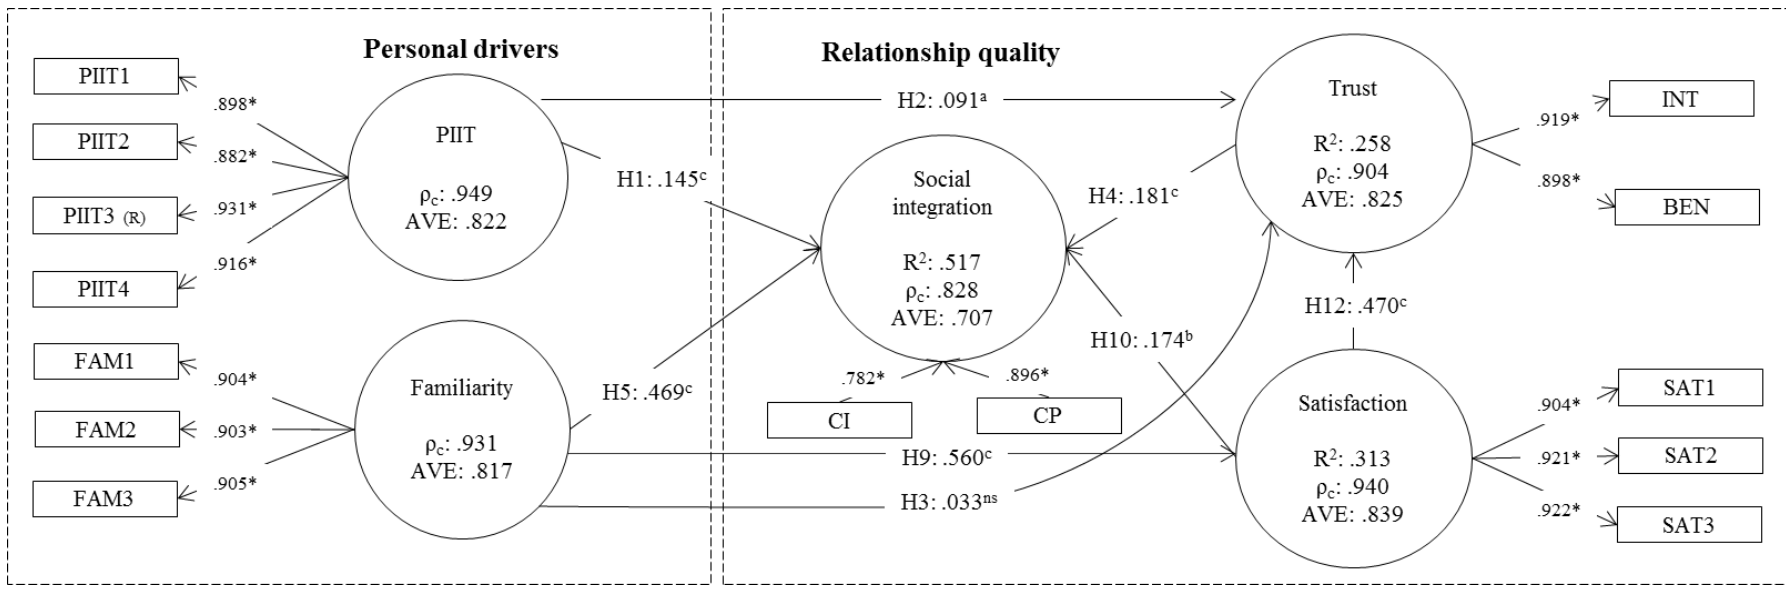 Personal drivers
PIIT1
PIIT2
PIIT3 (R)
PIIT4
.898*
.882*
.931*
.916*
PIIT
ρc: .949
AVE: .822
FAM1
FAM2
FAM3
.904*
.903*
.905*
Familiarity
ρc: .931
AVE: .817
Relationship quality
H2: .091ᵃ
H1: .145ᶜ
H5: .469ᶜ
H9: .560ᶜ
H3: .033ⁿˢ
Social
integration
R²: .517
ρc: .828
AVE: .707
.782*
.896*
CI
CP
H4: .181ᶜ
H10: .174ᵇ
H12: .470ᶜ
Trust
R²: .258
ρc: .904
AVE: .825
.919*
.898*
INT
BEN
Satisfaction
R²: .313
ρc: .940
AVE: .839
.904*
.921*
.922*
SAT1
SAT2
SAT3